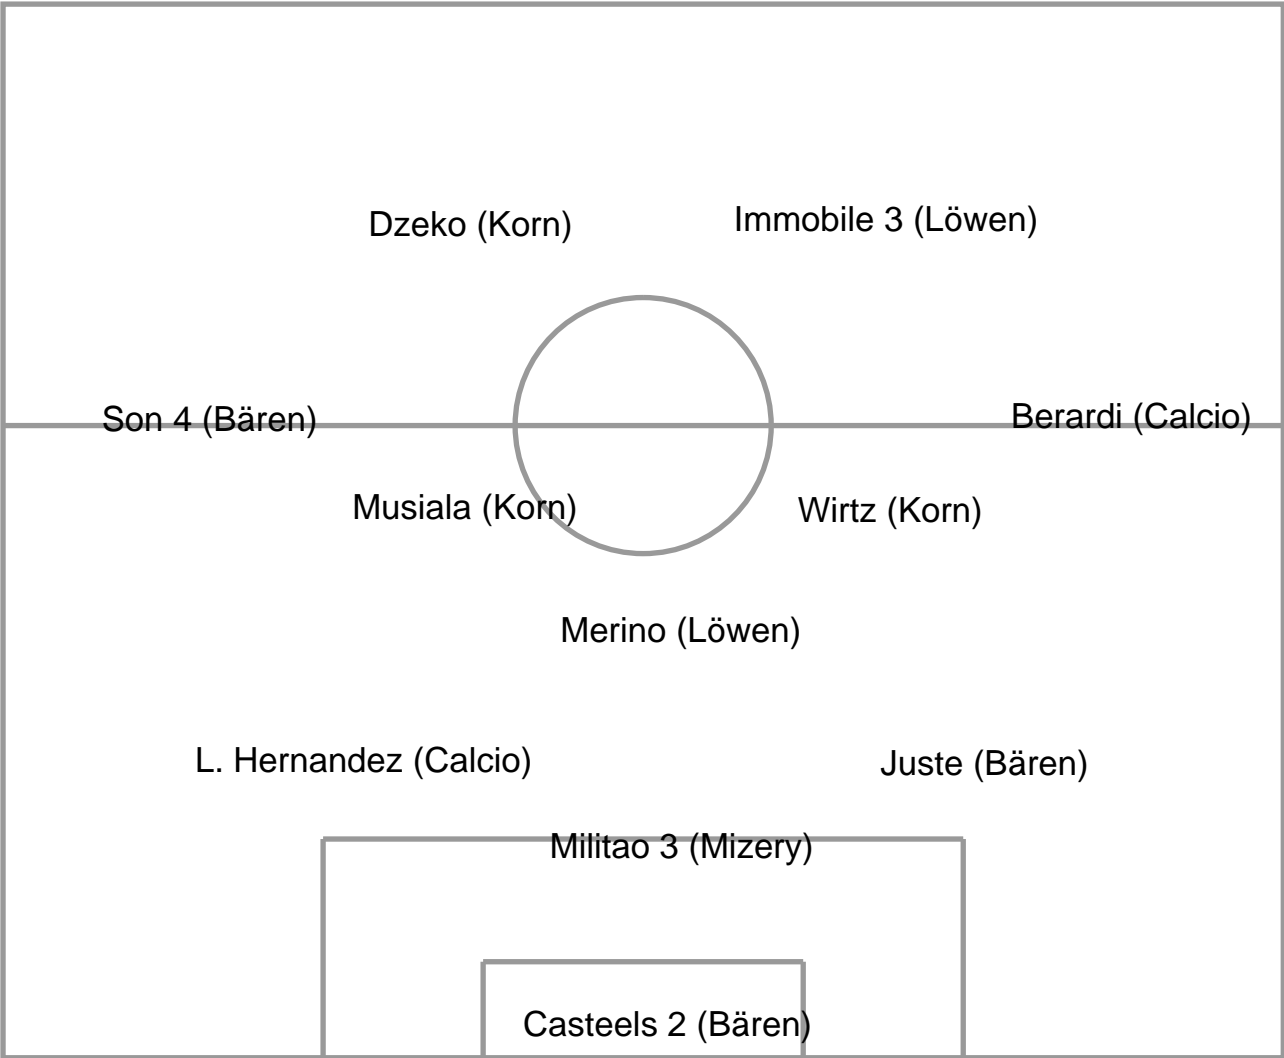 Dzeko (Korn)
Immobile 3 (Löwen)
Son 4 (Bären)
Berardi (Calcio)
Musiala (Korn)
Wirtz (Korn)
Merino (Löwen)
L. Hernandez (Calcio)
Juste (Bären)
Militao 3 (Mizery)
Casteels 2 (Bären)